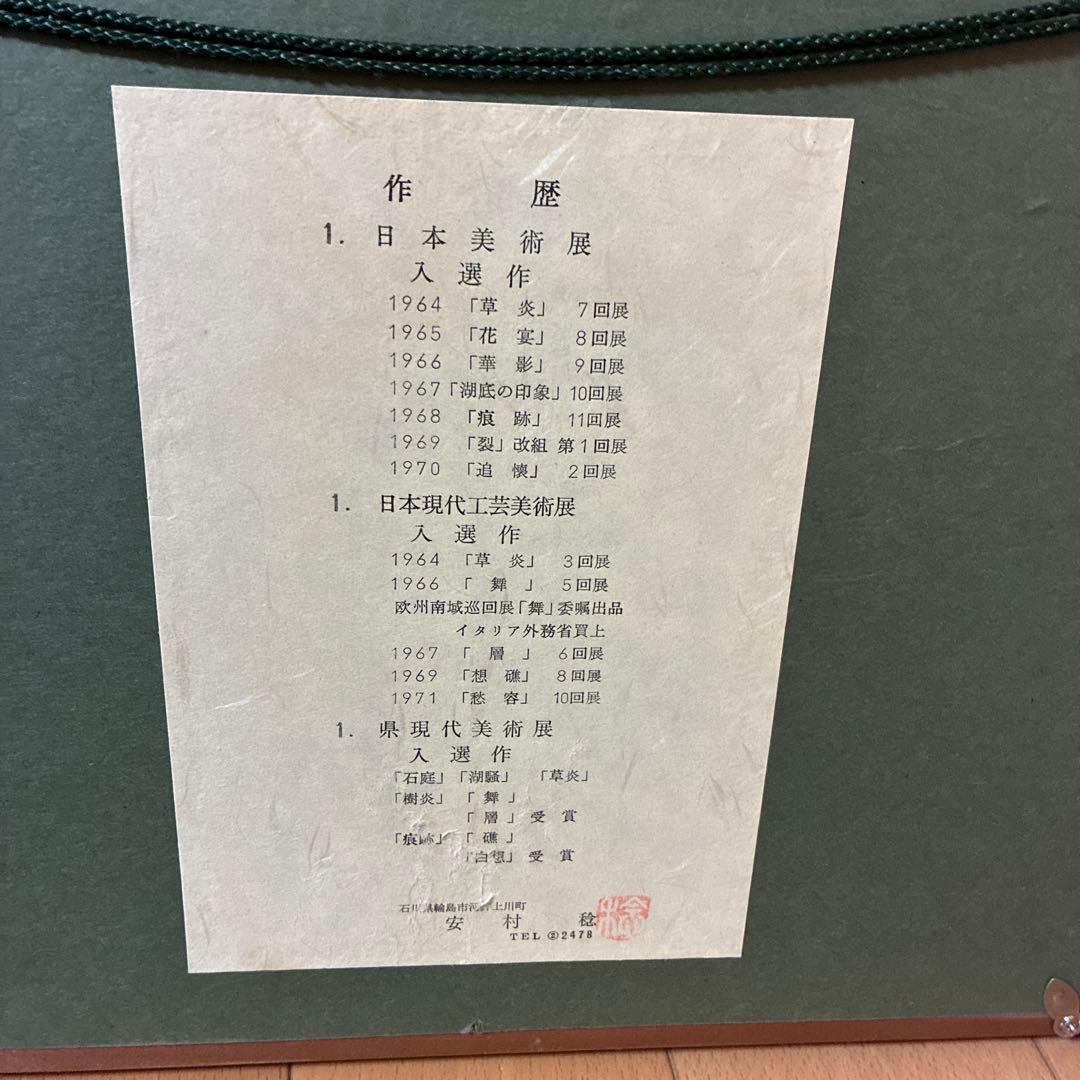 作 歴
1. 日本美術展
入選作
1964 「草炎」 7回展
1965 「花宴」 8回展
1966 「華影」 9回展
1967「湖底の印象」10回展
1968 「痕跡」 11回展
1969 「裂」改組 第1回展
1970 「追懐」 2回展
1. 日本現代工芸美術展
入選作
1964 「草炎」 3回展
1966 「舞」 5回展
欧州南域巡回展「舞」委嘱出品
イタリア外務省買上
1967 「層」 6回展
1969 「想礁」 8回展
1971 「愁容」 10回展
1. 県現代美術展
入選作
「石庭」「湖騒」 「草炎」
「樹炎」 「舞」
「層」受賞
「痕跡」 「礁」
「白想」受賞
石川県輪島市河井上川町
安村 稔
TEL ②2478